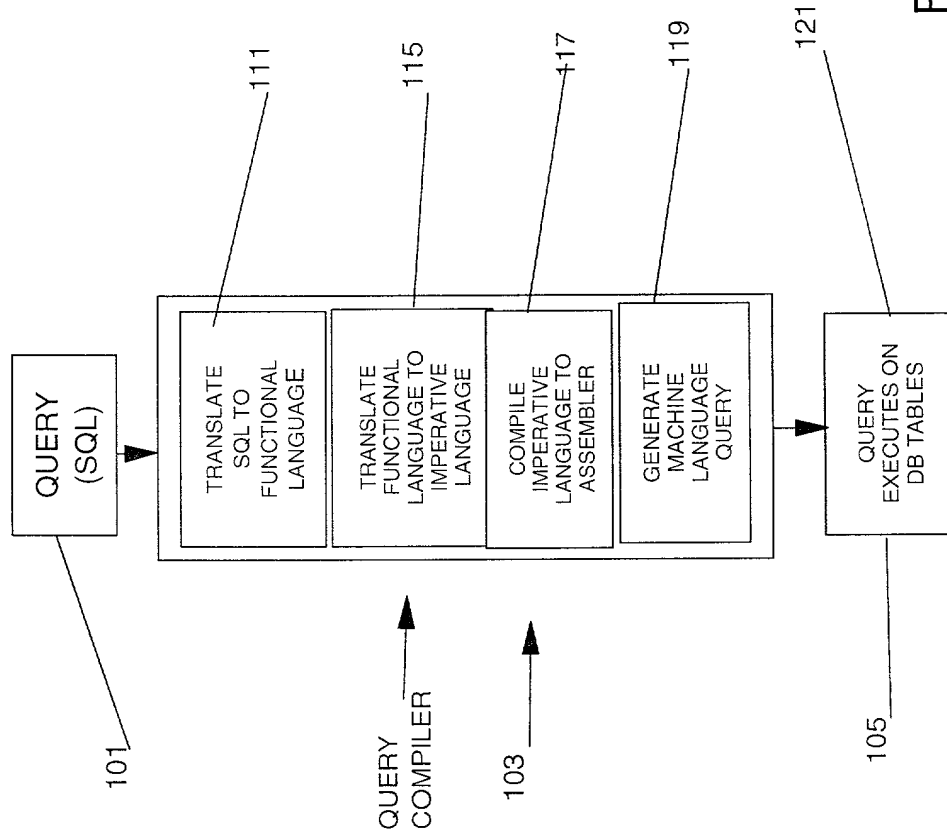 101
QUERY
(SQL)
111
TRANSLATE
SQL TO
FUNCTIONAL
LANGUAGE
115
TRANSLATE
FUNCTIONAL
LANGUAGE TO
IMPERATIVE
LANGUAGE
QUERY
COMPILER
103
117
COMPILE
IMPERATIVE
LANGUAGE TO
ASSEMBLER
119
GENERATE
MACHINE
LANGUAGE
QUERY
105
QUERY
EXECUTES ON
DB TABLES
121